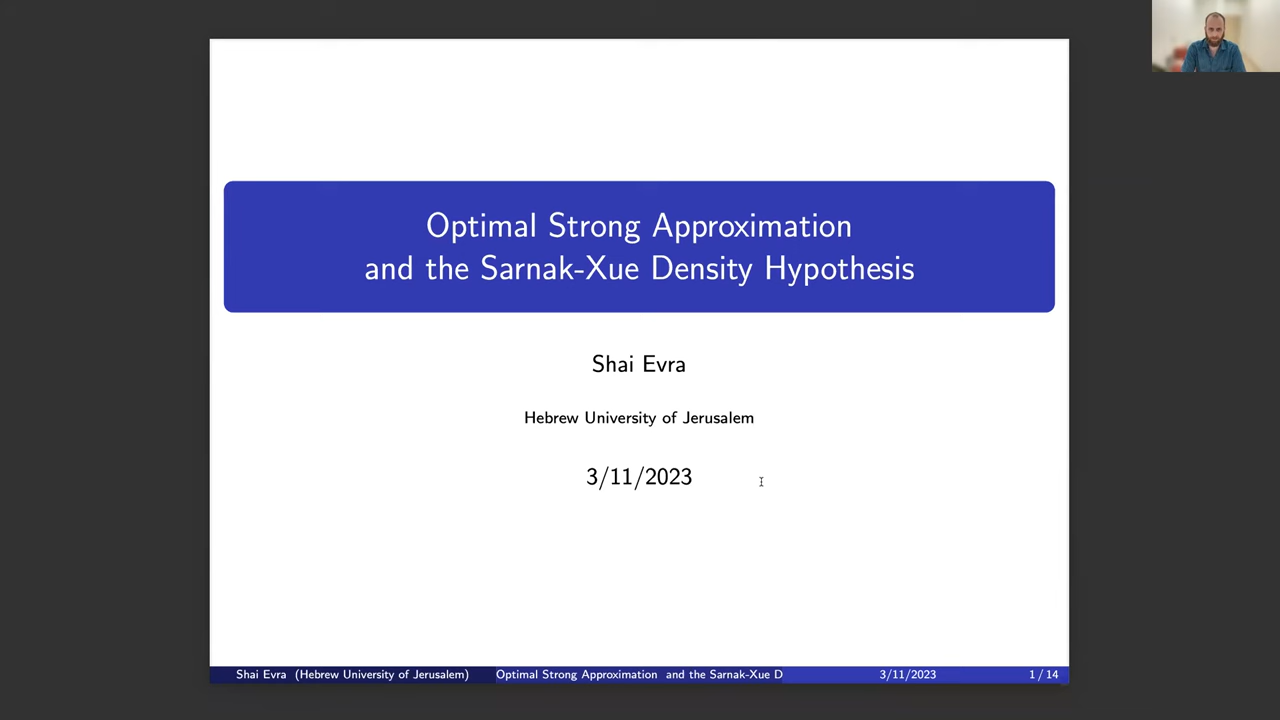 Optimal Strong Approximation
and the Sarnak-Xue Density Hypothesis
Shai Evra
Hebrew University of Jerusalem
3/11/2023
Shai Evra (Hebrew University of Jerusalem) Optimal Strong Approximation and the Sarnak-Xue D 3/11/2023 1 / 14